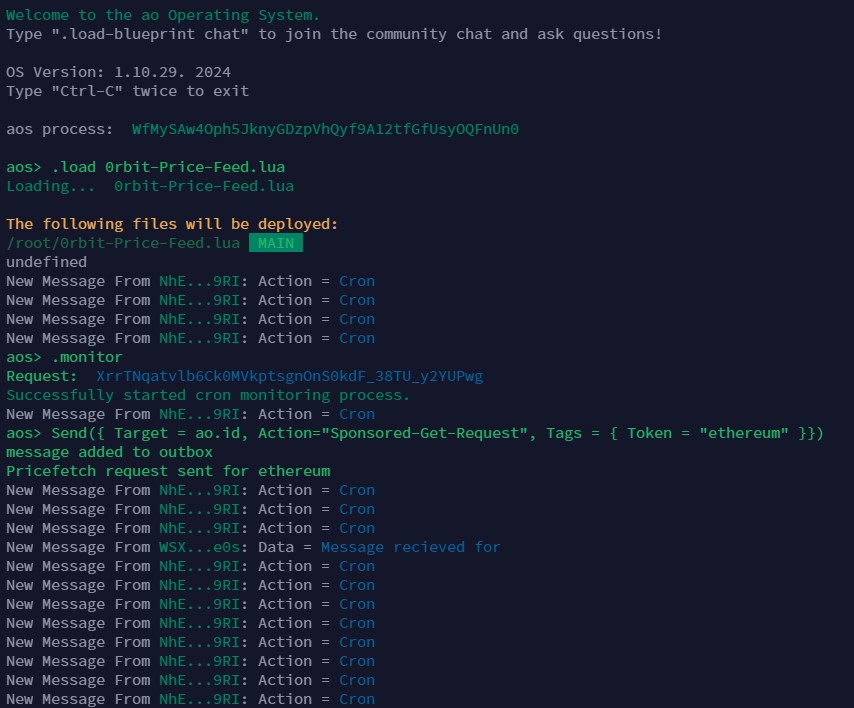 Welcome to the ao Operating System.
Type ".load-blueprint chat" to join the community chat and ask questions!
OS Version: 1.10.29. 2024
Type "Ctrl-C" twice to exit
aos process:  WfMySAw4Oph5JknyGDzpVhQyf9A12tfGfUsyOQFnUn0
aos> .load 0rbit-Price-Feed.lua
Loading...  0rbit-Price-Feed.lua
The following files will be deployed:
/root/0rbit-Price-Feed.lua MAIN
undefined
New Message From NhE...9RI: Action = Cron
New Message From NhE...9RI: Action = Cron
New Message From NhE...9RI: Action = Cron
New Message From NhE...9RI: Action = Cron
aos> .monitor
Request:  XrrTNqatvlb6Ck0MVkptsgnOnS0kdF_38TU_y2YUPwg
Successfully started cron monitoring process.
New Message From NhE...9RI: Action = Cron
aos> Send({ Target = ao.id, Action="Sponsored-Get-Request", Tags = { Token = "ethereum" }})
message added to outbox
Pricefetch request sent for ethereum
New Message From NhE...9RI: Action = Cron
New Message From NhE...9RI: Action = Cron
New Message From NhE...9RI: Action = Cron
New Message From WSX...e0s: Data = Message recieved for
New Message From NhE...9RI: Action = Cron
New Message From NhE...9RI: Action = Cron
New Message From NhE...9RI: Action = Cron
New Message From NhE...9RI: Action = Cron
New Message From NhE...9RI: Action = Cron
New Message From NhE...9RI: Action = Cron
New Message From NhE...9RI: Action = Cron
New Message From NhE...9RI: Action = Cron